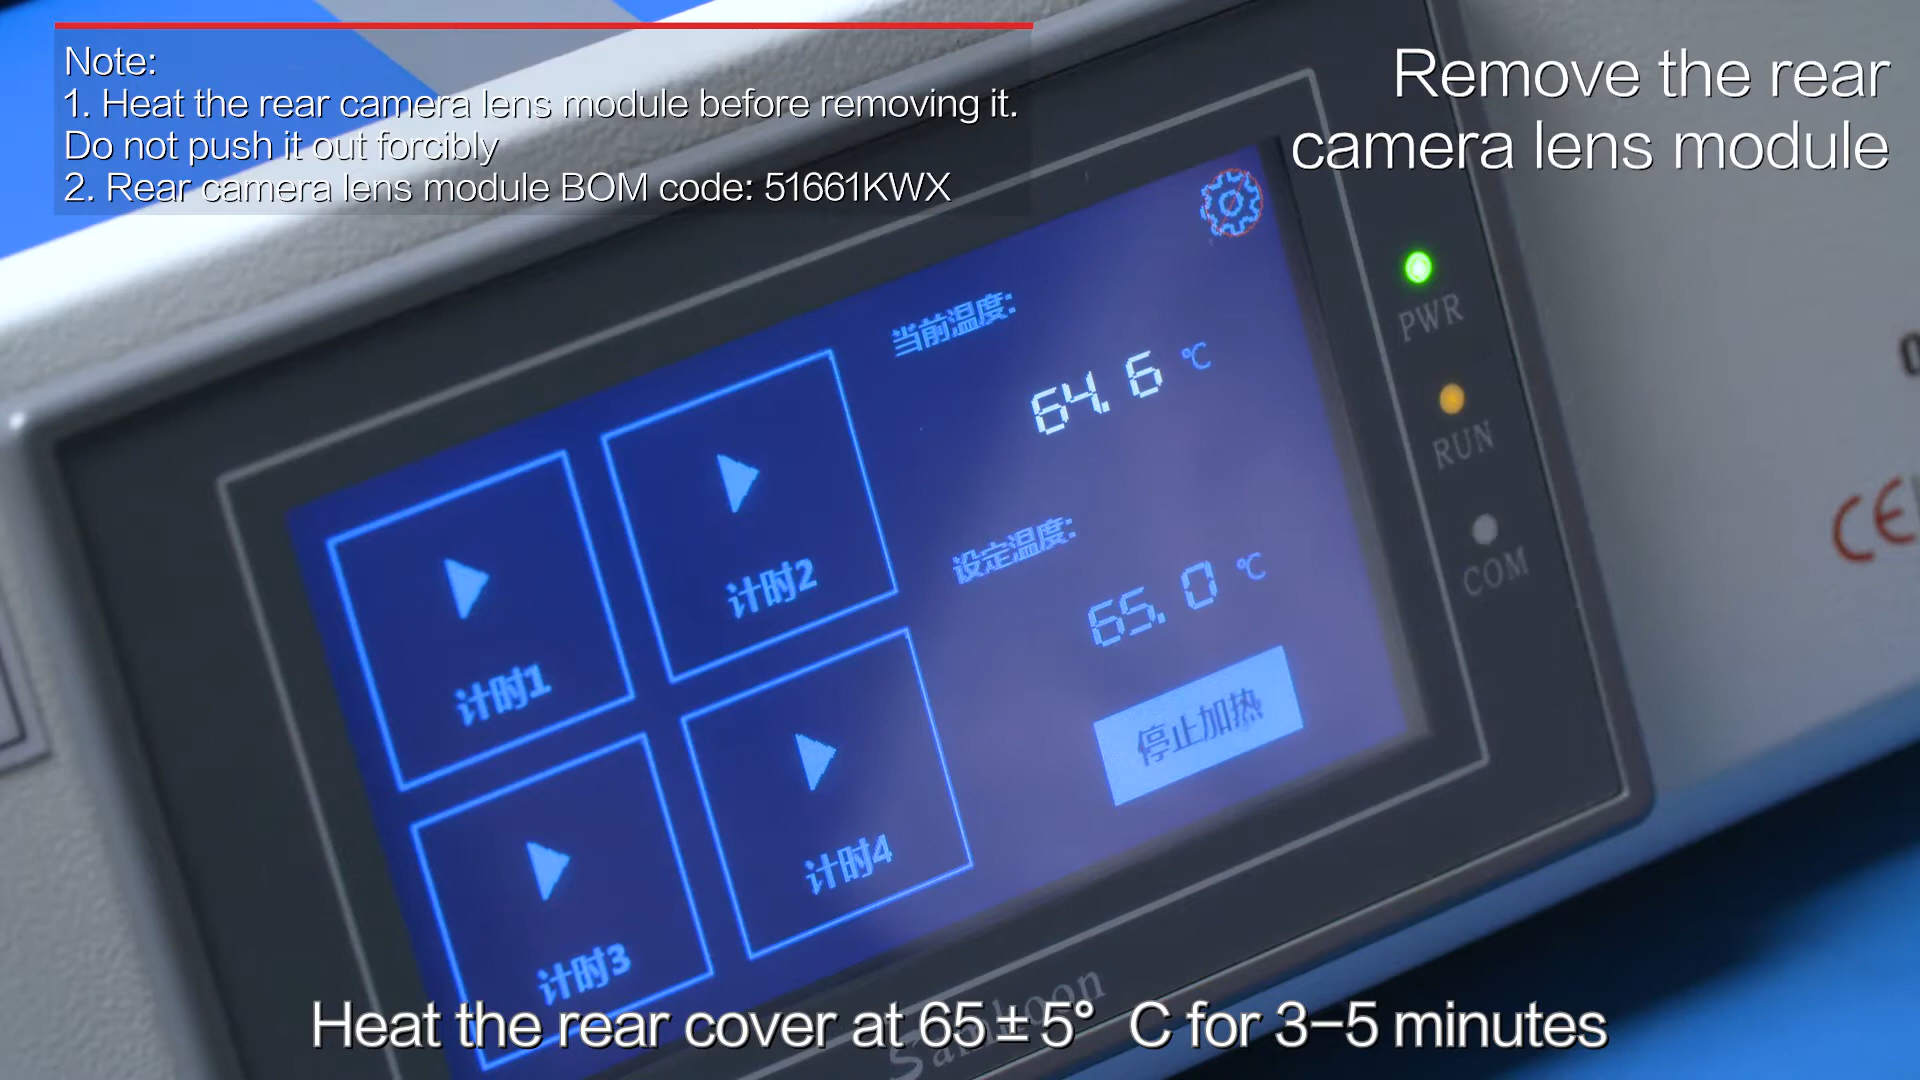 Note:
1. Heat the rear camera lens module before removing it.
Do not push it out forcibly
2. Rear camera lens module BOM code: 51661KWX
Remove the rear
camera lens module
当前温度:
64.6 ℃
设定温度:
65.0 ℃
停止加热
计时1
计时2
计时3
计时4
PWR
RUN
COM
CE
Samkoon
Heat the rear cover at 65±5° C for 3-5 minutes